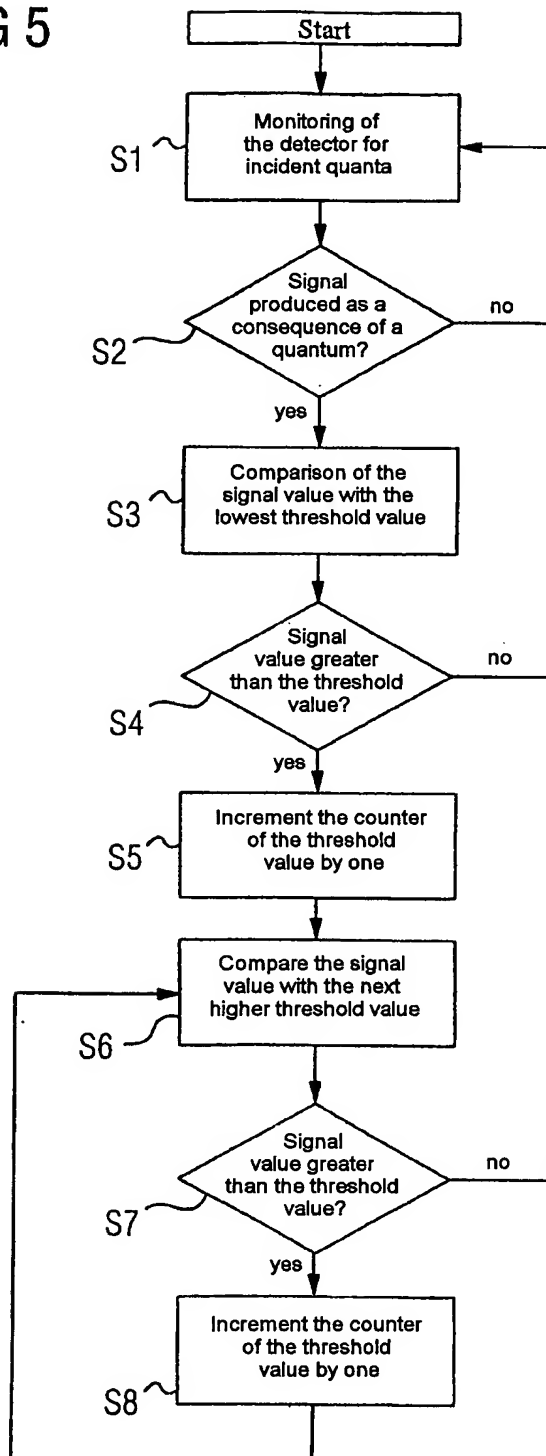 G 5
Start
Monitoring of
the detector for
incident quanta
S1
Signal
produced as a
consequence of a
quantum?
no
S2
yes
Comparison of the
signal value with the
lowest threshold value
S3
Signal
value greater
than the threshold
value?
no
S4
yes
Increment the counter
of the threshold
value by one
S5
Compare the signal
value with the next
higher threshold value
S6
Signal
value greater
than the threshold
value?
no
S7
yes
Increment the counter
of the threshold
value by one
S8